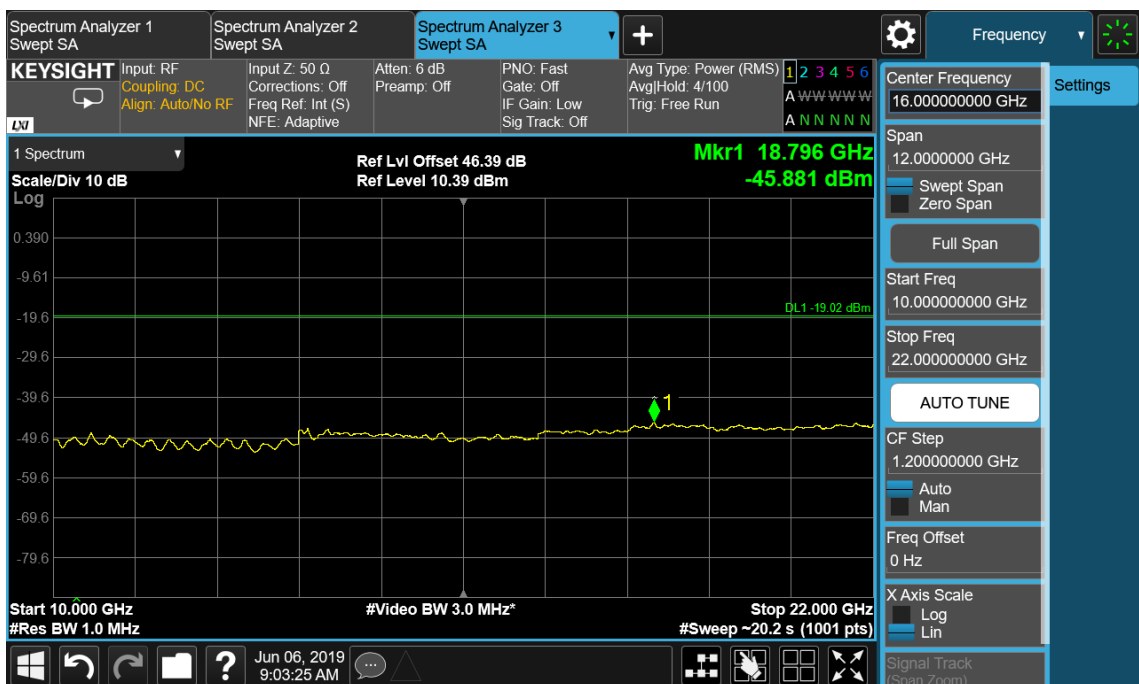 Spectrum Analyzer 1
Swept SA
Spectrum Analyzer 2
Swept SA
Spectrum Analyzer 3
Swept SA
Frequency
KEYSIGHT
LXI
Input: RF
Coupling: DC
Align: Auto/No RF
Input Z: 50 Ω
Corrections: Off
Freq Ref: Int (S)
NFE: Adaptive
Atten: 6 dB
Preamp: Off
PNO: Fast
Gate: Off
IF Gain: Low
Sig Track: Off
Avg Type: Power (RMS)
Avg|Hold: 4/100
Trig: Free Run
1 2 3 4 5 6
A W W W W W
A N N N N N
1 Spectrum
Scale/Div 10 dB
Log
Ref Lvl Offset 46.39 dB
Ref Level 10.39 dBm
Mkr1 18.796 GHz
-45.881 dBm
0.390
-9.61
-19.6
-29.6
-39.6
-49.6
-59.6
-69.6
-79.6
DL1 -19.02 dBm
1
Start 10.000 GHz
#Res BW 1.0 MHz
#Video BW 3.0 MHz*
Stop 22.000 GHz
#Sweep ~20.2 s (1001 pts)
Center Frequency
16.000000000 GHz
Settings
Span
12.0000000 GHz
Swept Span
Zero Span
Full Span
Start Freq
10.000000000 GHz
Stop Freq
22.000000000 GHz
AUTO TUNE
CF Step
1.200000000 GHz
Auto
Man
Freq Offset
0 Hz
X Axis Scale
Log
Lin
Signal Track
(Span Zoom)
?
Jun 06, 2019
9:03:25 AM